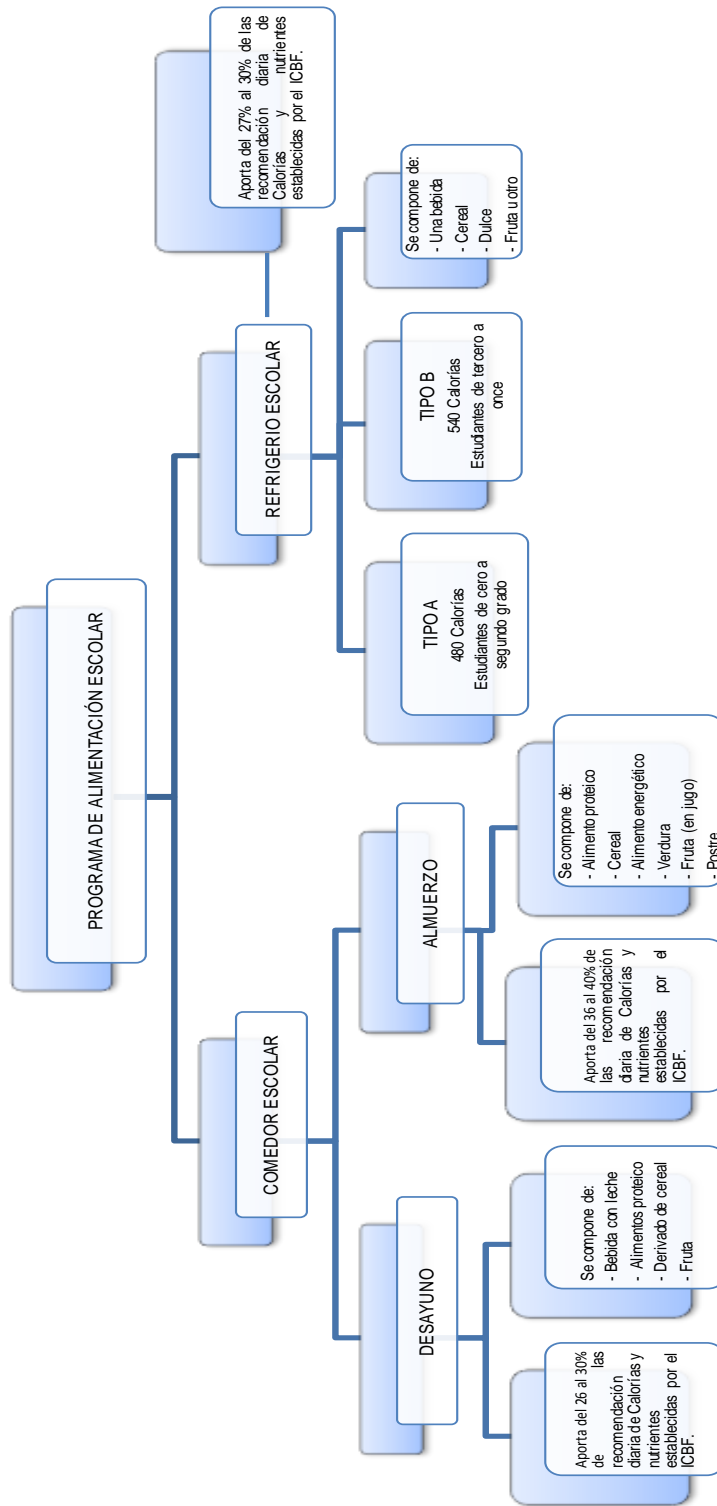 PROGRAMA DE ALIMENTACIÓN ESCOLAR
COMEDOR ESCOLAR
REFRIGERIO ESCOLAR
Aporta del 27% al 30% de las
recomendación diaria de
Calorías y nutrientes
establecidas por el ICBF.
DESAYUNO
ALMUERZO
TIPO A
480 Calorías
Estudiantes de cero a
segundo grado
TIPO B
540 Calorías
Estudiantes de tercero a
once
Se compone de:
- Una bebida
- Cereal
- Dulce
- Fruta u otro
Aporta del 26 al 30%
de las
recomendación
diaria de Calorías y
nutrientes
establecidas por el
ICBF.
Se compone de:
- Bebida con leche
- Alimentos proteico
- Derivado de cereal
- Fruta
Aporta del 36 al 40% de
las recomendación
diaria de Calorías y
nutrientes
establecidas por el
ICBF.
Se compone de:
- Alimento proteico
- Cereal
- Alimento energético
- Verdura
- Fruta (en jugo)
- Postre